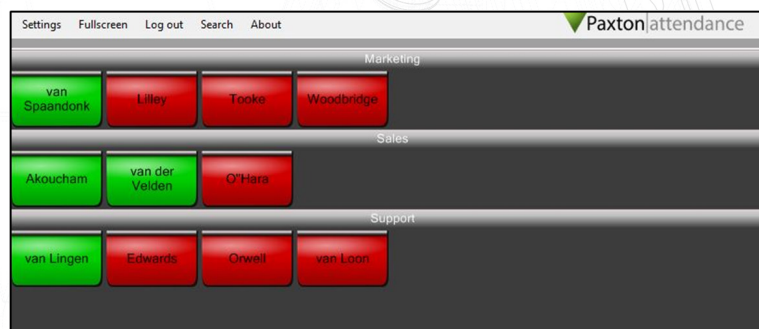 Settings Fullscreen Log out Search About Paxton attendance
Marketing
van Spaandonk Lilley Tooke Woodbridge
Sales
Akoucham van der Velden O"Hara
Support
van Lingen Edwards Orwell van Loon